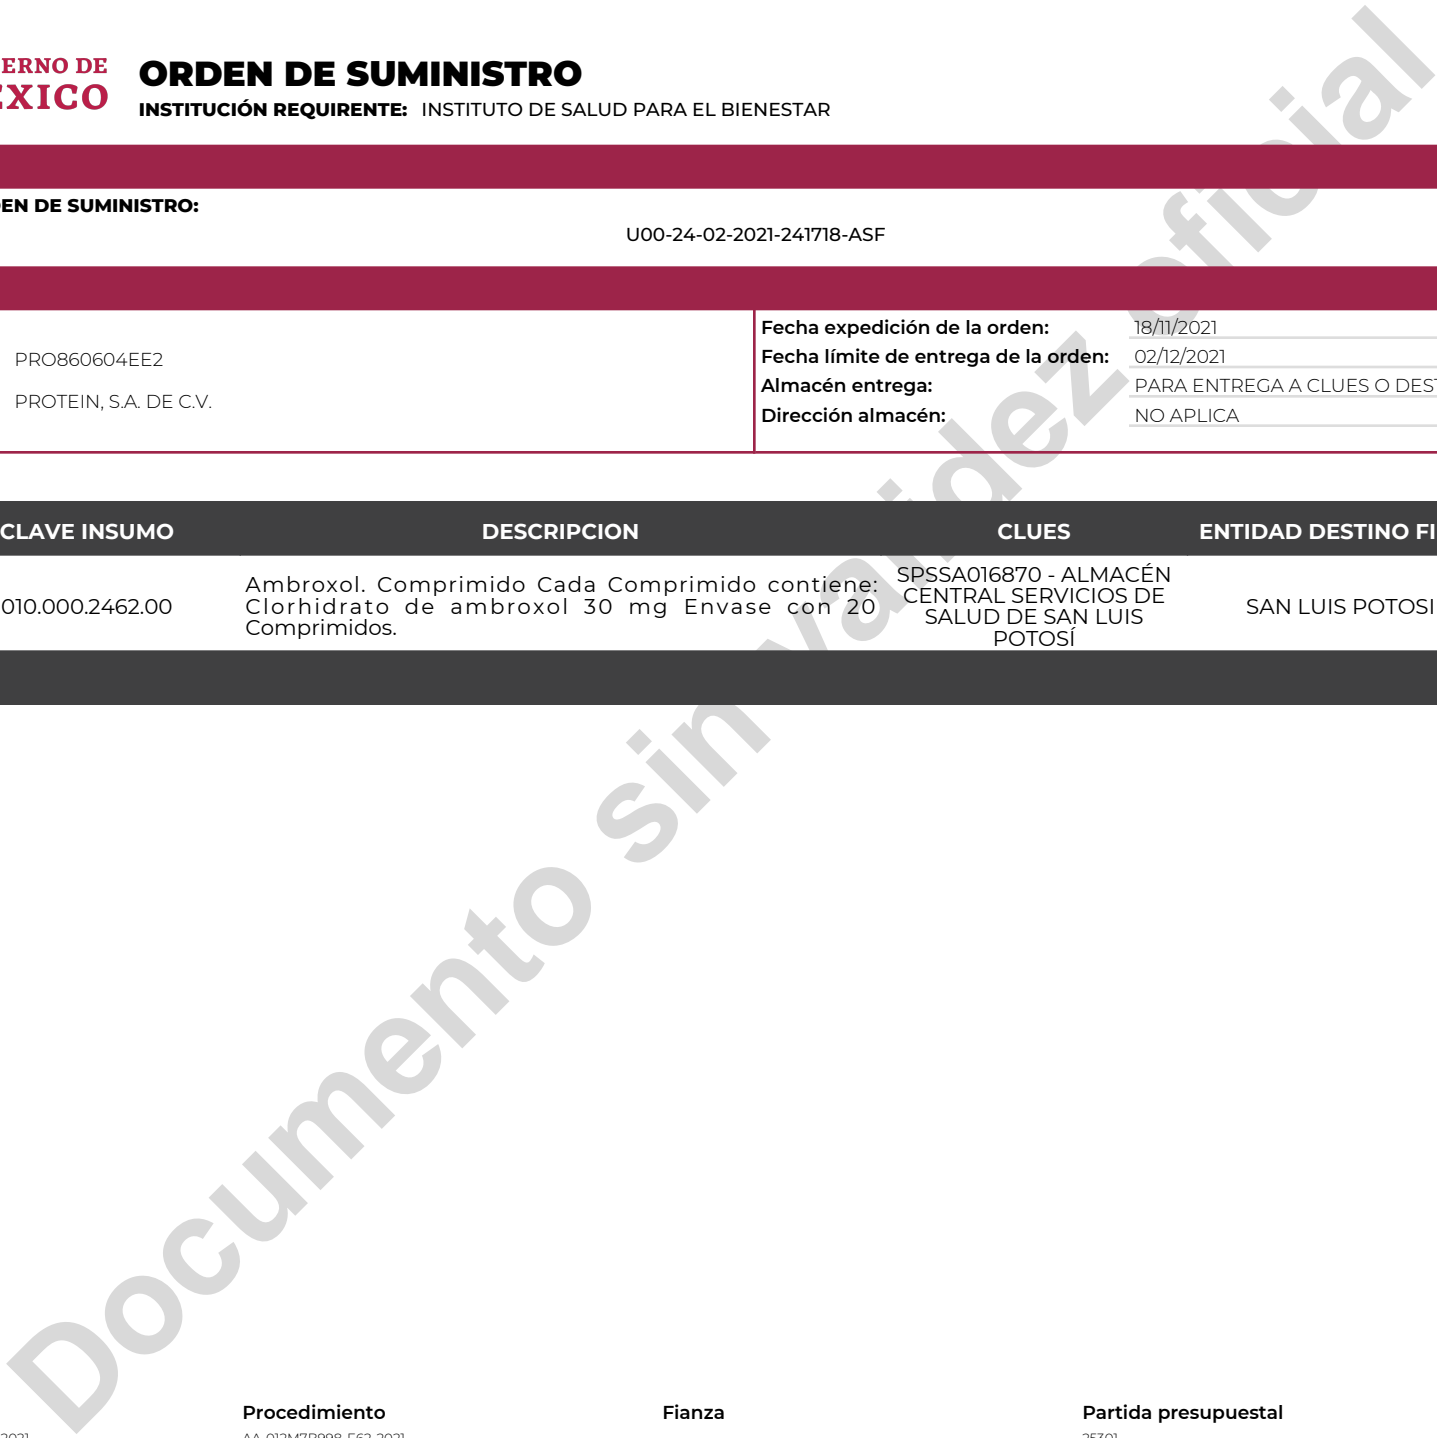 ERNO DE
EXICO
ORDEN DE SUMINISTRO
INSTITUCIÓN REQUIRENTE: INSTITUTO DE SALUD PARA EL BIENESTAR
EN DE SUMINISTRO:
U00-24-02-2021-241718-ASF
PRO860604EE2
PROTEIN, S.A. DE C.V.
Fecha expedición de la orden: 18/11/2021
Fecha límite de entrega de la orden: 02/12/2021
Almacén entrega: PARA ENTREGA A CLUES O DEST
Dirección almacén: NO APLICA
CLAVE INSUMO DESCRIPCION CLUES ENTIDAD DESTINO FI
010.000.2462.00
Ambroxol. Comprimido Cada Comprimido contiene:
Clorhidrato de ambroxol 30 mg Envase con 20
Comprimidos.
SPSSA016870 - ALMACÉN
CENTRAL SERVICIOS DE
SALUD DE SAN LUIS
POTOSÍ
SAN LUIS POTOSI
Documento sin validez oficial
Procedimiento Fianza Partida presupuestal